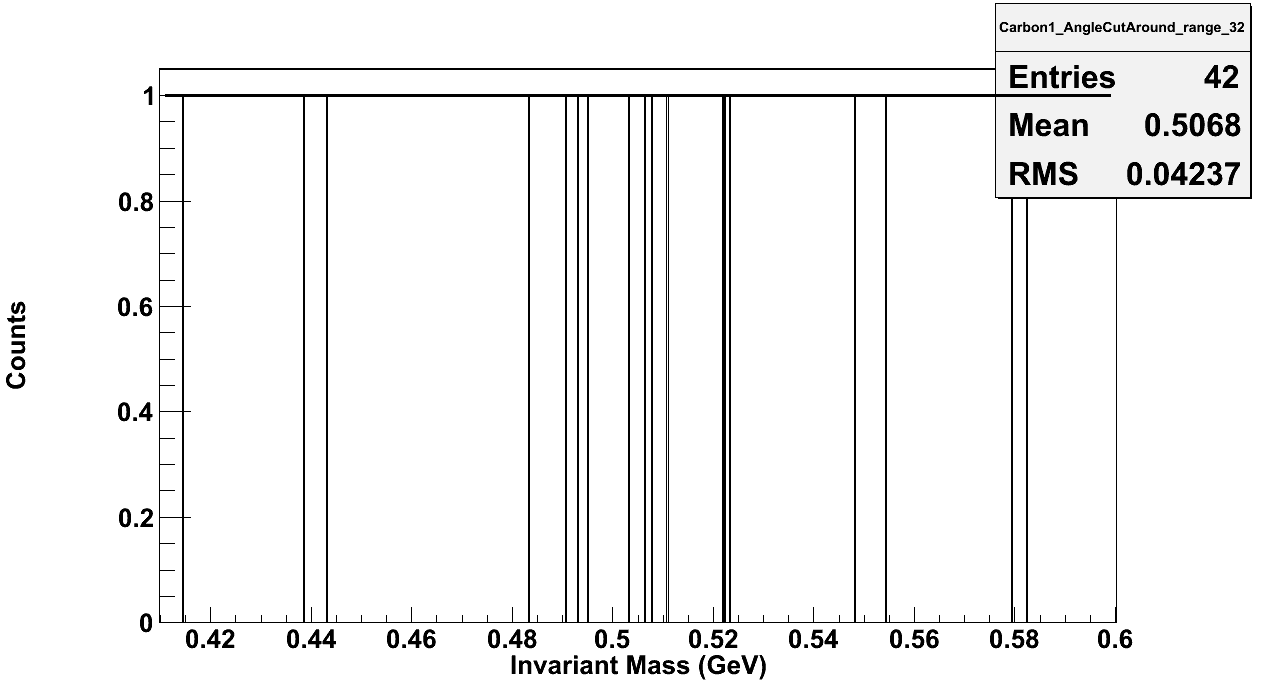 Carbon1_AngleCutAround_range_32
Entries 42
Mean 0.5068
RMS 0.04237
1
0.8
0.6
0.4
0.2
0
Counts
0.42 0.44 0.46 0.48 0.5 0.52 0.54 0.56 0.58 0.6
Invariant Mass (GeV)